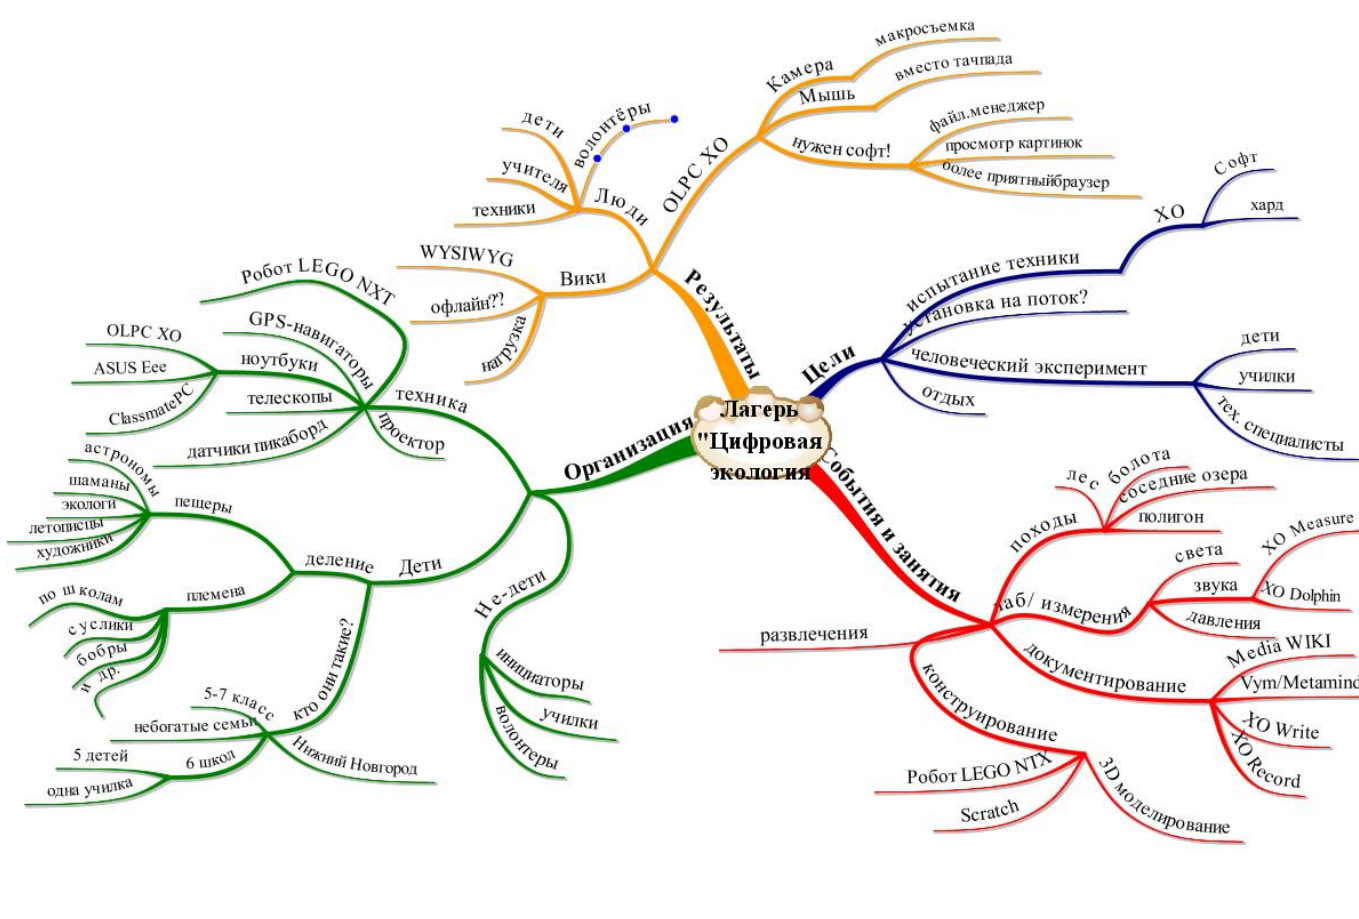 Лагерь
"Цифровая
экология
Результаты
OLPC XO
Камера
макросъемка
Мышь
вместо тачпада
нужен софт!
файл.менеджер
просмотр картинок
более приятныйбраузер
Люди
волонтёры
дети
учителя
техники
Вики
WYSIWYG
офлайн??
нагрузка
Цели
испытание техники
XO
Софт
хард
установка на поток?
человеческий эксперимент
дети
училки
тех. специалисты
отдых
События и занятия
походы
лес
болота
соседние озера
полигон
лаб/ измерения
света
звука
XO Measure
XO Dolphin
давления
документирование
Media WIKI
Vym/Metamind
XO Write
XO Record
конструирование
Робот LEGO NTX
Scratch
3D моделирование
развлечения
Организация
техника
Робот LEGO NXT
GPS-навигаторы
ноутбуки
OLPC XO
ASUS Eee
ClassmatePC
телескопы
датчики пикаборд
проектор
Дети
деление
пещеры
астрономы
шаманы
экологи
летописцы
художники
племена
по школам
суслики
бобры
и др.
кто они такие?
5-7 класс
небогатые семьи
6 школ
5 детей
одна училка
Нижний Новгород
Не-дети
инициаторы
училки
волонтеры